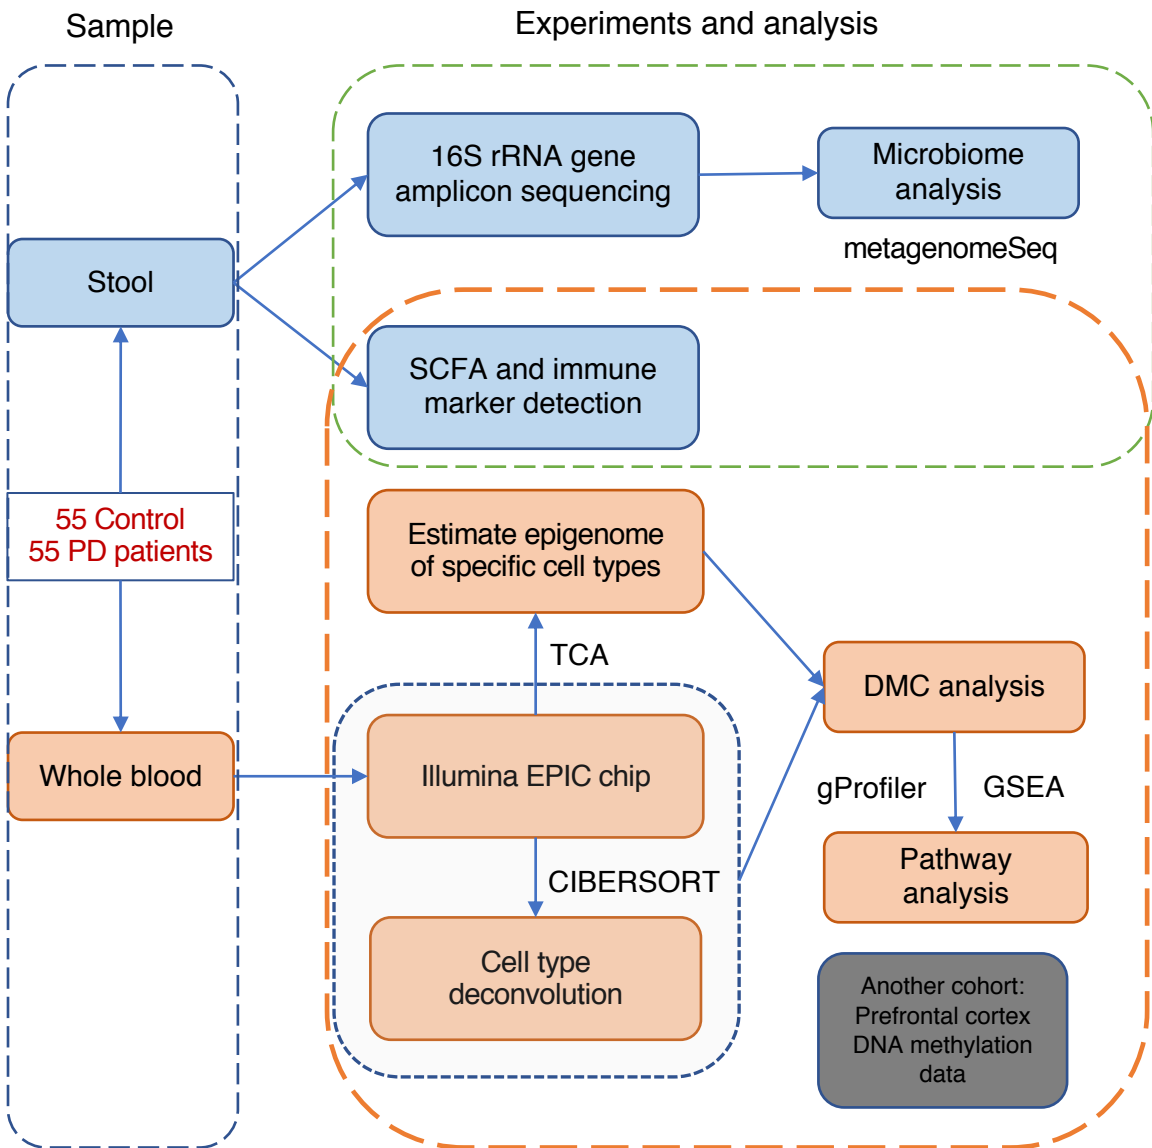 Sample
Experiments and analysis
16S rRNA gene
amplicon sequencing
Microbiome
analysis
metagenomeSeq
Stool
SCFA and immune
marker detection
55 Control
55 PD patients
Estimate epigenome
of specific cell types
TCA
DMC analysis
Whole blood
Illumina EPIC chip
gProfiler
GSEA
CIBERSORT
Pathway
analysis
Cell type
deconvolution
Another cohort:
Prefrontal cortex
DNA methylation
data